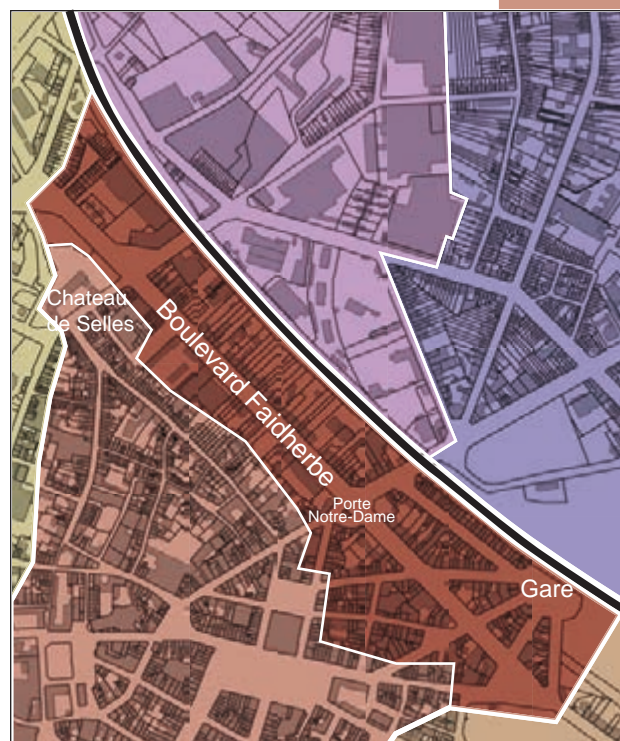 Chateau
de Selles
Boulevard Faidherbe
Porte
Notre-Dame
Gare